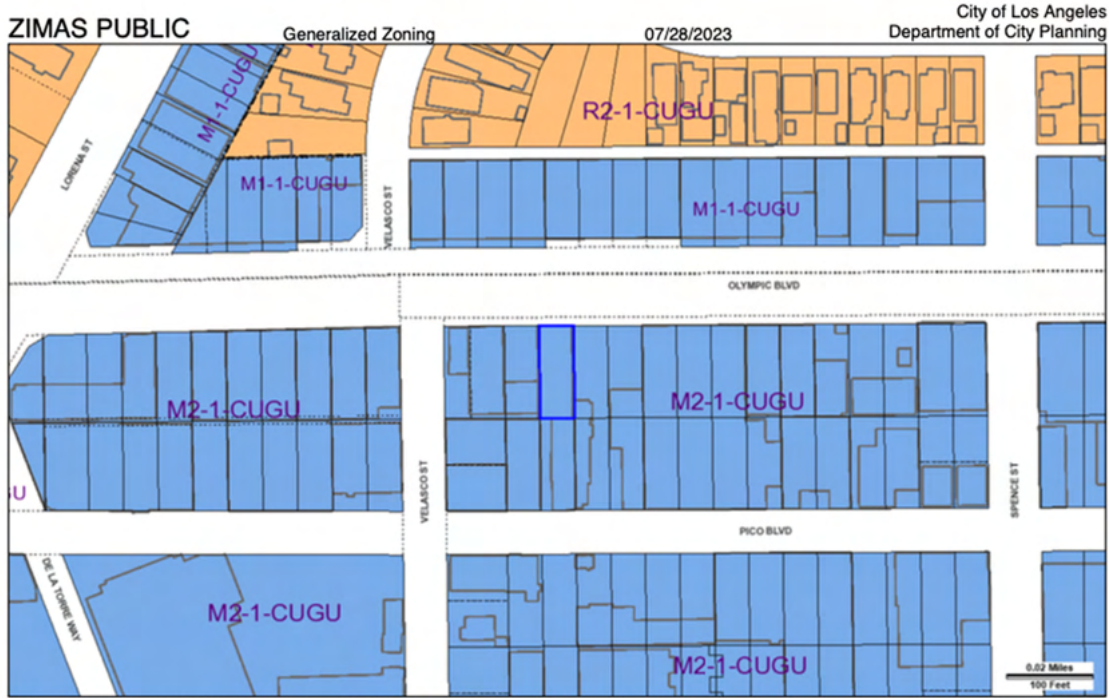 City of Los Angeles
ZIMAS PUBLIC Generalized Zoning 07/28/2023 Department of City Planning
M1-1-CUGU
R2-1-CUGU
LORENA ST
M1-1-CUGU
VELASCO ST
M1-1-CUGU
OLYMPIC BLVD
M2-1-CUGU
M2-1-CUGU
VELASCO ST
SPENCE ST
GU
PICO BLVD
DE LA TORRE WAY
M2-1-CUGU
M2-1-CUGU
0.02 Miles
100 Feet